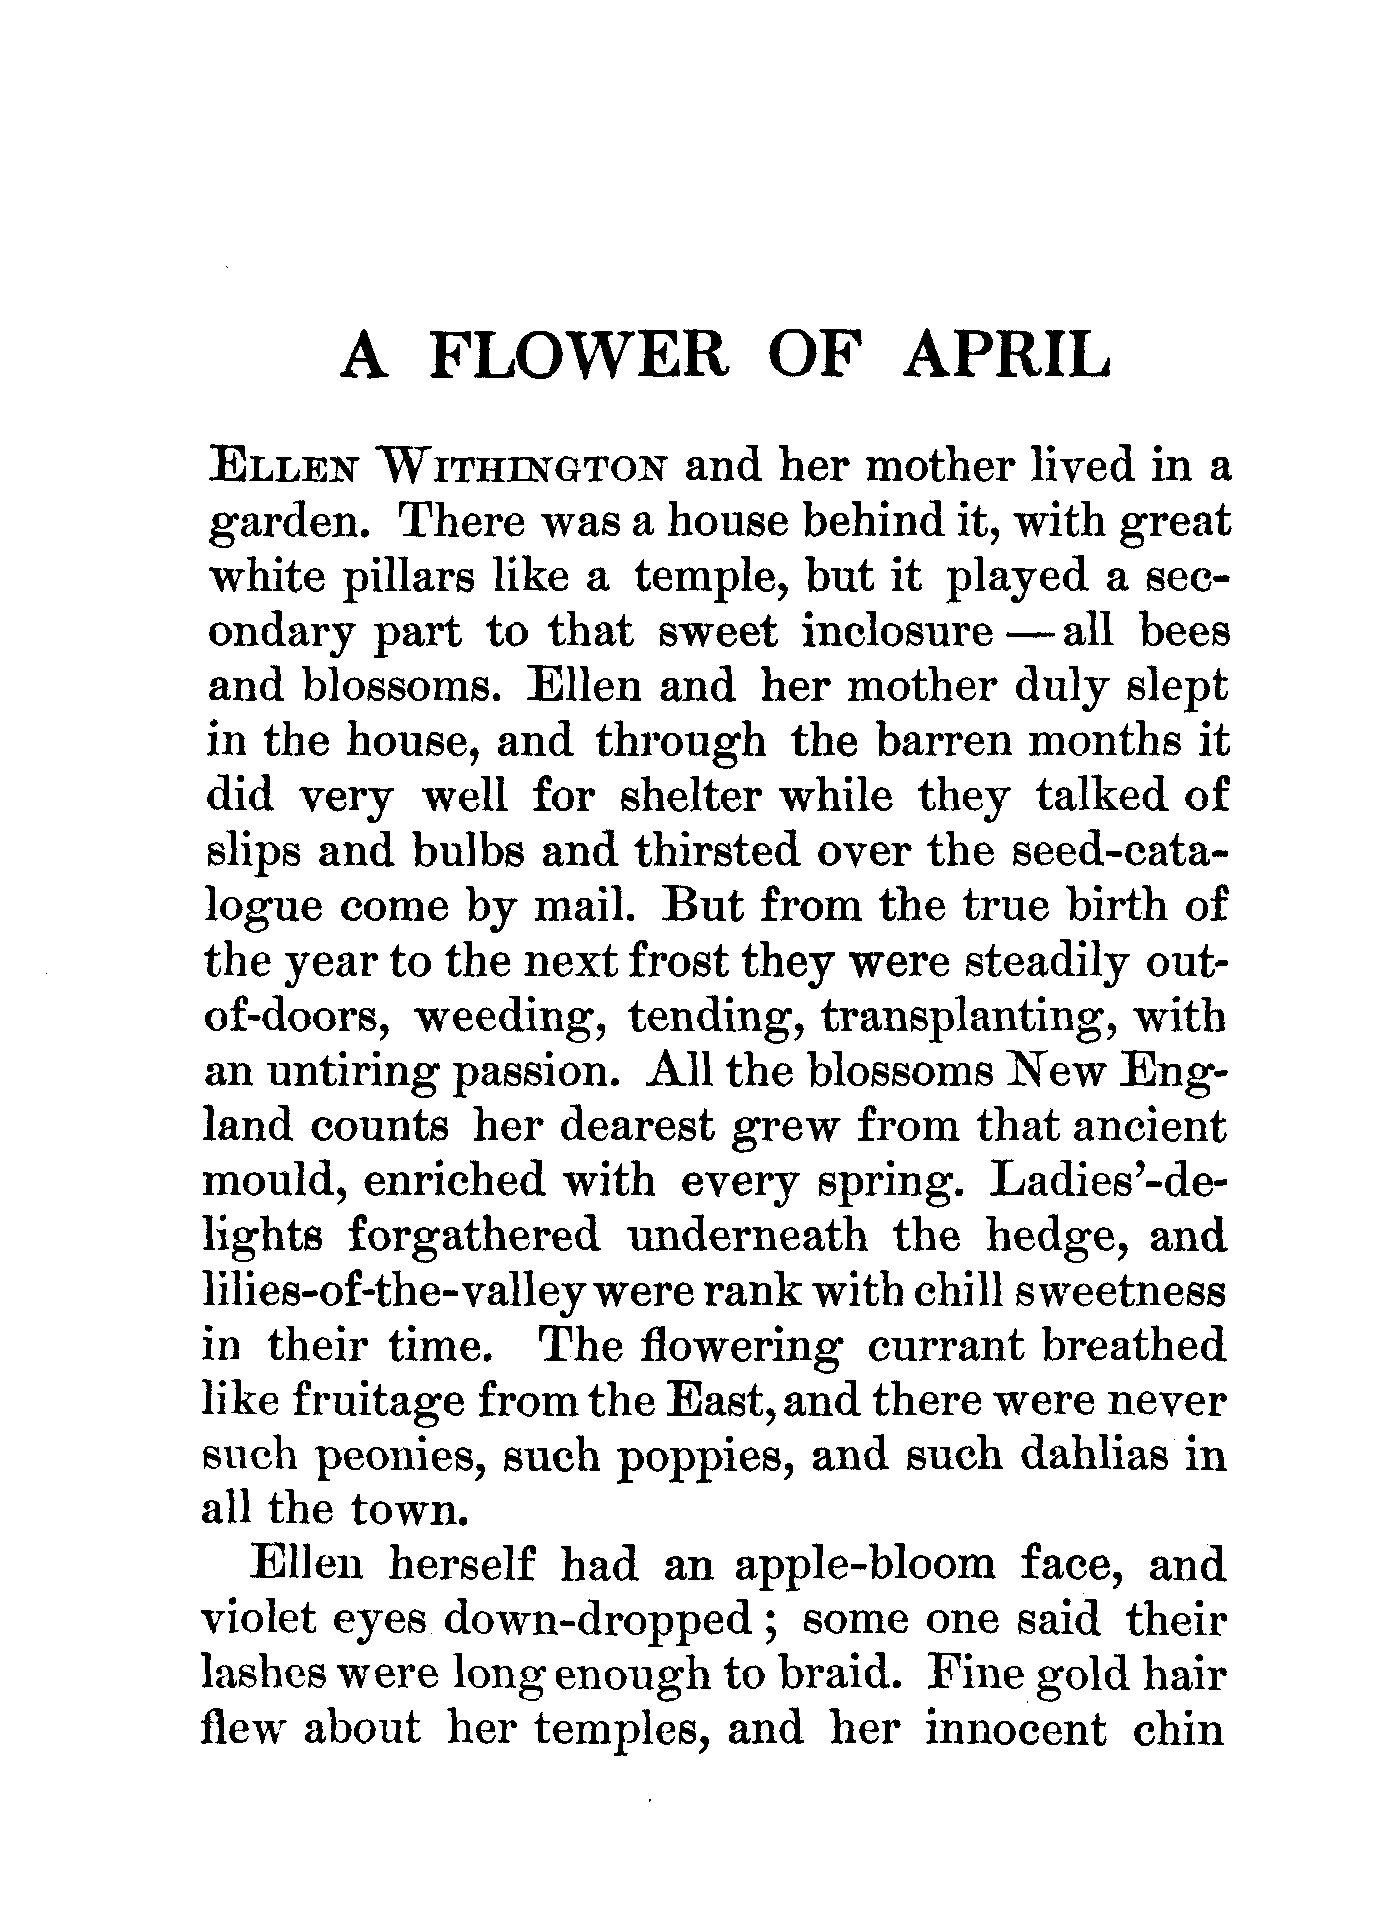 A FLOWER OF APRIL
ELLEN WITHINGTON and her mother lived in a
garden. There was a house behind it, with great
white pillars like a temple, but it played a sec-
ondary part to that sweet inclosure — all bees
and blossoms. Ellen and her mother duly slept
in the house, and through the barren months it
did very well for shelter while they talked of
slips and bulbs and thirsted over the seed-cata-
logue come by mail. But from the true birth of
the year to the next frost they were steadily out-
of-doors, weeding, tending, transplanting, with
an untiring passion. All the blossoms New Eng-
land counts her dearest grew from that ancient
mould, enriched with every spring. Ladies'-de-
lights forgathered underneath the hedge, and
lilies-of-the-valley were rank with chill sweetness
in their time. The flowering currant breathed
like fruitage from the East, and there were never
such peonies, such poppies, and such dahlias in
all the town.
Ellen herself had an apple-bloom face, and
violet eyes down-dropped; some one said their
lashes were long enough to braid. Fine gold hair
flew about her temples, and her innocent chin